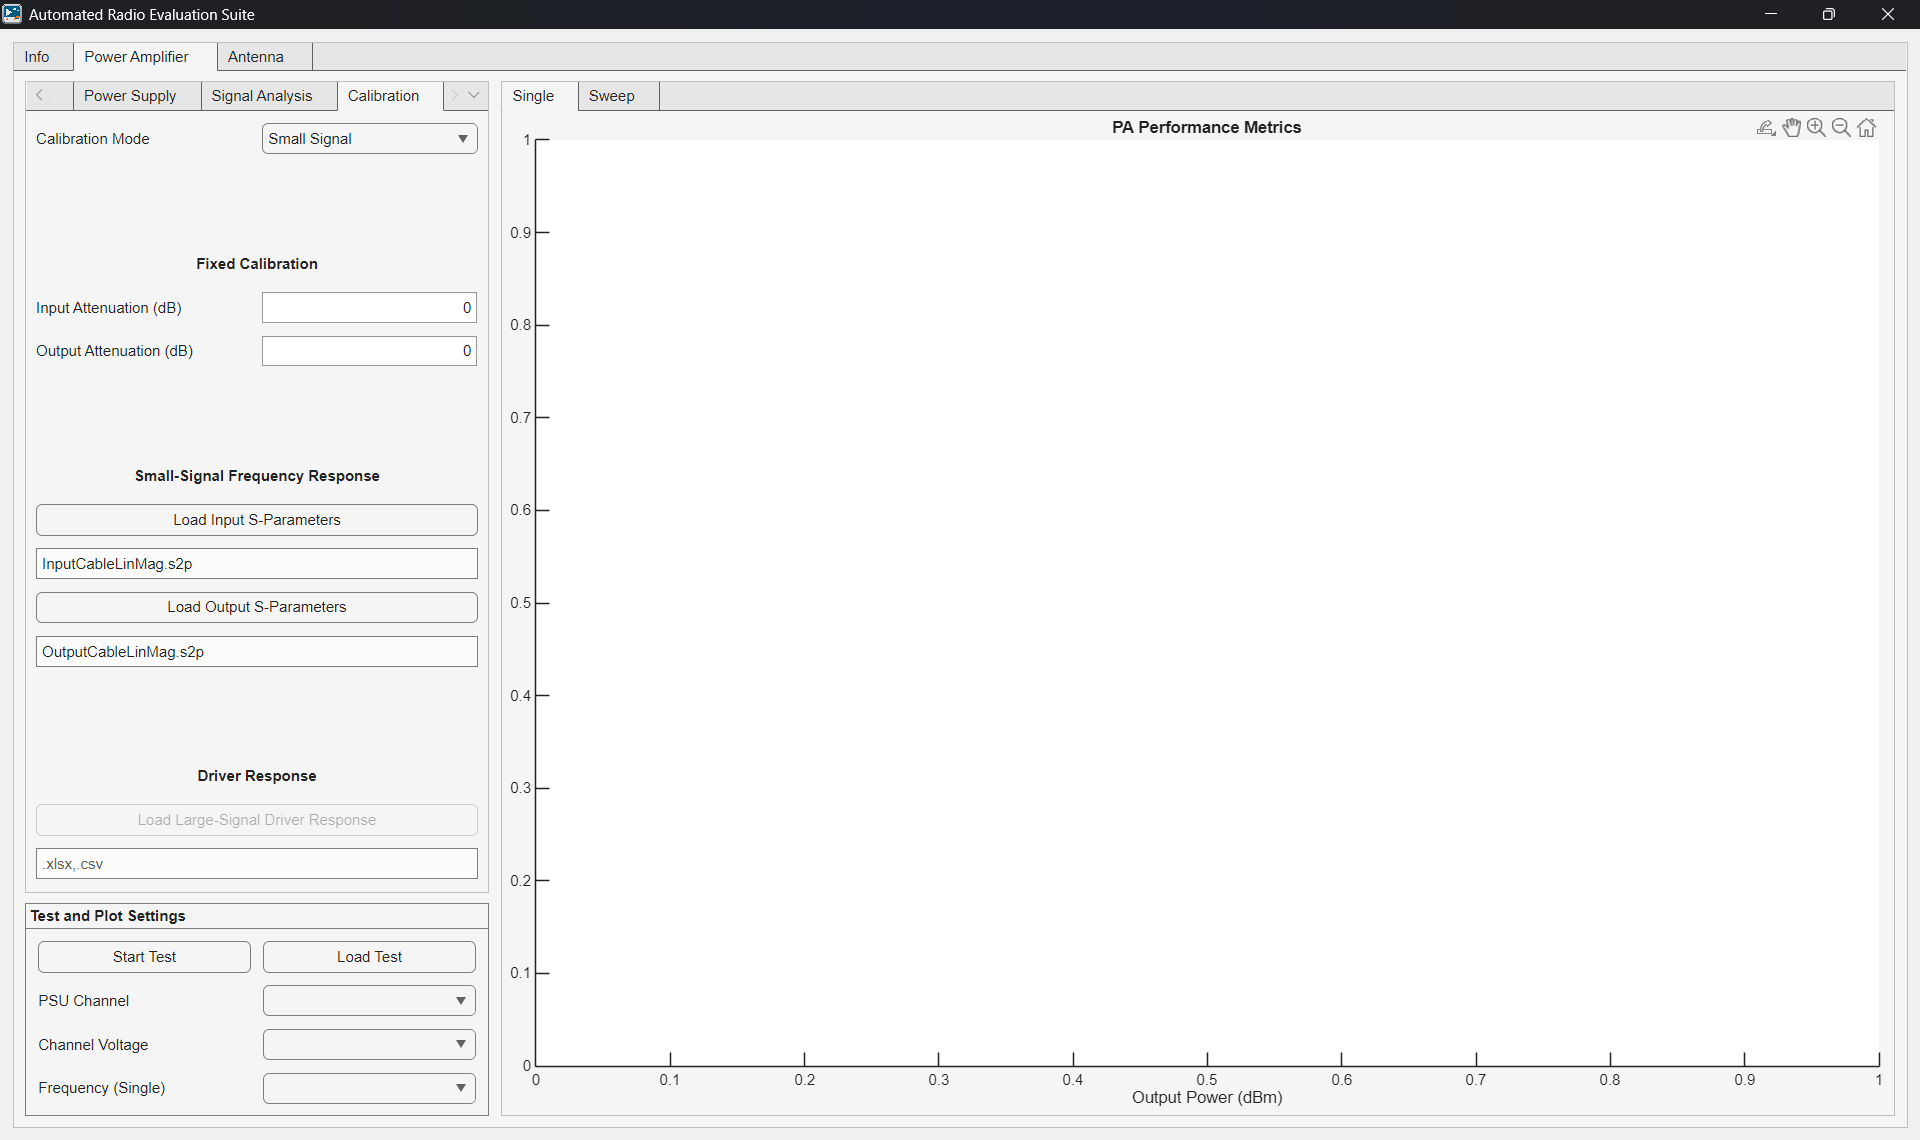 Automated Radio Evaluation Suite
Info Power Amplifier Antenna
Power Supply Signal Analysis Calibration
Calibration Mode Small Signal
Fixed Calibration
Input Attenuation (dB) 0
Output Attenuation (dB) 0
Small-Signal Frequency Response
Load Input S-Parameters
InputCableLinMag.s2p
Load Output S-Parameters
OutputCableLinMag.s2p
Driver Response
Load Large-Signal Driver Response
.xlsx,.csv
Test and Plot Settings
Start Test Load Test
PSU Channel
Channel Voltage
Frequency (Single)
Single Sweep
PA Performance Metrics
1
0.9
0.8
0.7
0.6
0.5
0.4
0.3
0.2
0.1
0
0 0.1 0.2 0.3 0.4 0.5 0.6 0.7 0.8 0.9 1
Output Power (dBm)